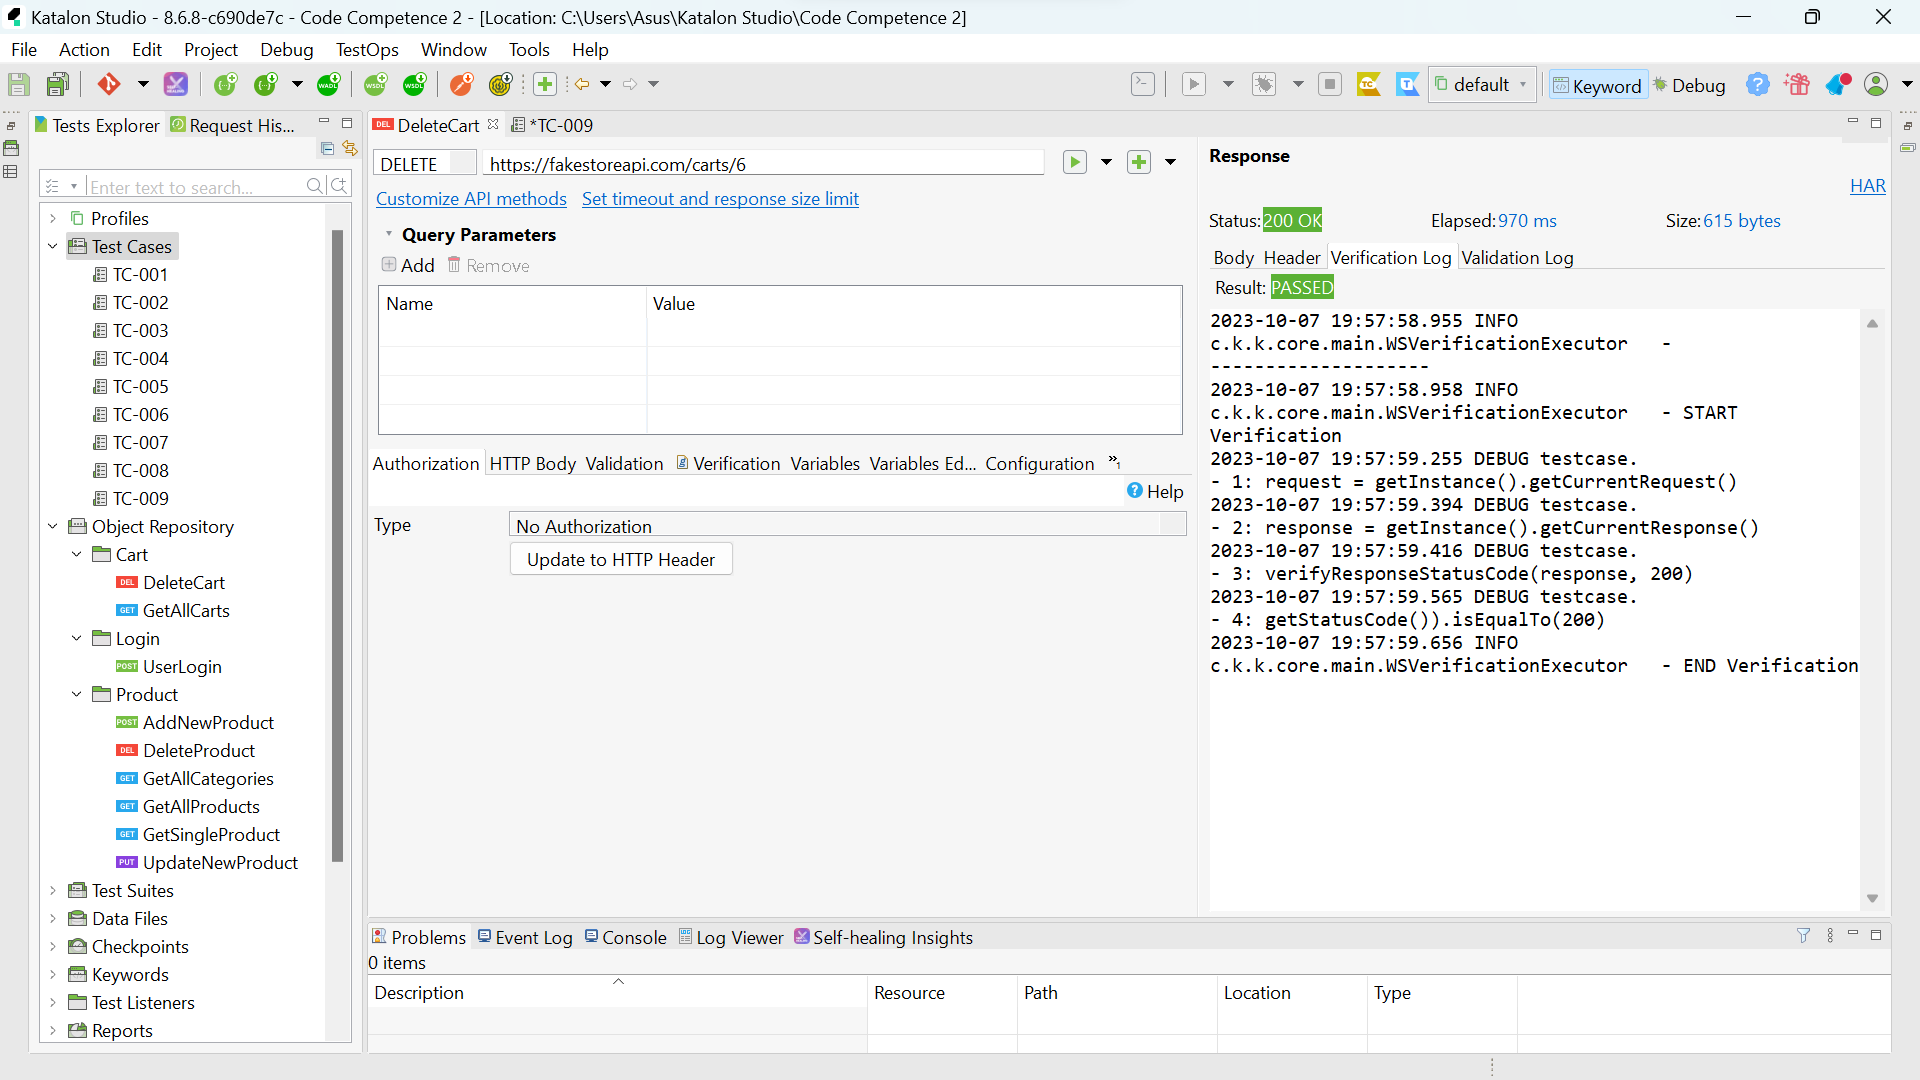 Katalon Studio - 8.6.8-c690de7c - Code Competence 2 - [Location: C:\Users\Asus\Katalon Studio\Code Competence 2]
File Action Edit Project Debug TestOps Window Tools Help
default Keyword Debug
Tests Explorer Request His...
Enter text to search...
Profiles
Test Cases
TC-001
TC-002
TC-003
TC-004
TC-005
TC-006
TC-007
TC-008
TC-009
Object Repository
Cart
DEL DeleteCart
GET GetAllCarts
Login
POST UserLogin
Product
POST AddNewProduct
DEL DeleteProduct
GET GetAllCategories
GET GetAllProducts
GET GetSingleProduct
PUT UpdateNewProduct
Test Suites
Data Files
Checkpoints
Keywords
Test Listeners
Reports
DEL DeleteCart *TC-009
DELETE https://fakestoreapi.com/carts/6
Customize API methods Set timeout and response size limit
Query Parameters
Add Remove
Name Value
Authorization HTTP Body Validation Verification Variables Variables Ed... Configuration »1
Help
Type No Authorization
Update to HTTP Header
Response
HAR
Status: 200 OK Elapsed: 970 ms Size: 615 bytes
Body Header Verification Log Validation Log
Result: PASSED
2023-10-07 19:57:58.955 INFO
c.k.k.core.main.WSVerificationExecutor -
--------------------
2023-10-07 19:57:58.958 INFO
c.k.k.core.main.WSVerificationExecutor - START
Verification
2023-10-07 19:57:59.255 DEBUG testcase.
- 1: request = getInstance().getCurrentRequest()
2023-10-07 19:57:59.394 DEBUG testcase.
- 2: response = getInstance().getCurrentResponse()
2023-10-07 19:57:59.416 DEBUG testcase.
- 3: verifyResponseStatusCode(response, 200)
2023-10-07 19:57:59.565 DEBUG testcase.
- 4: getStatusCode()).isEqualTo(200)
2023-10-07 19:57:59.656 INFO
c.k.k.core.main.WSVerificationExecutor - END Verification
Problems Event Log Console Log Viewer Self-healing Insights
0 items
Description Resource Path Location Type